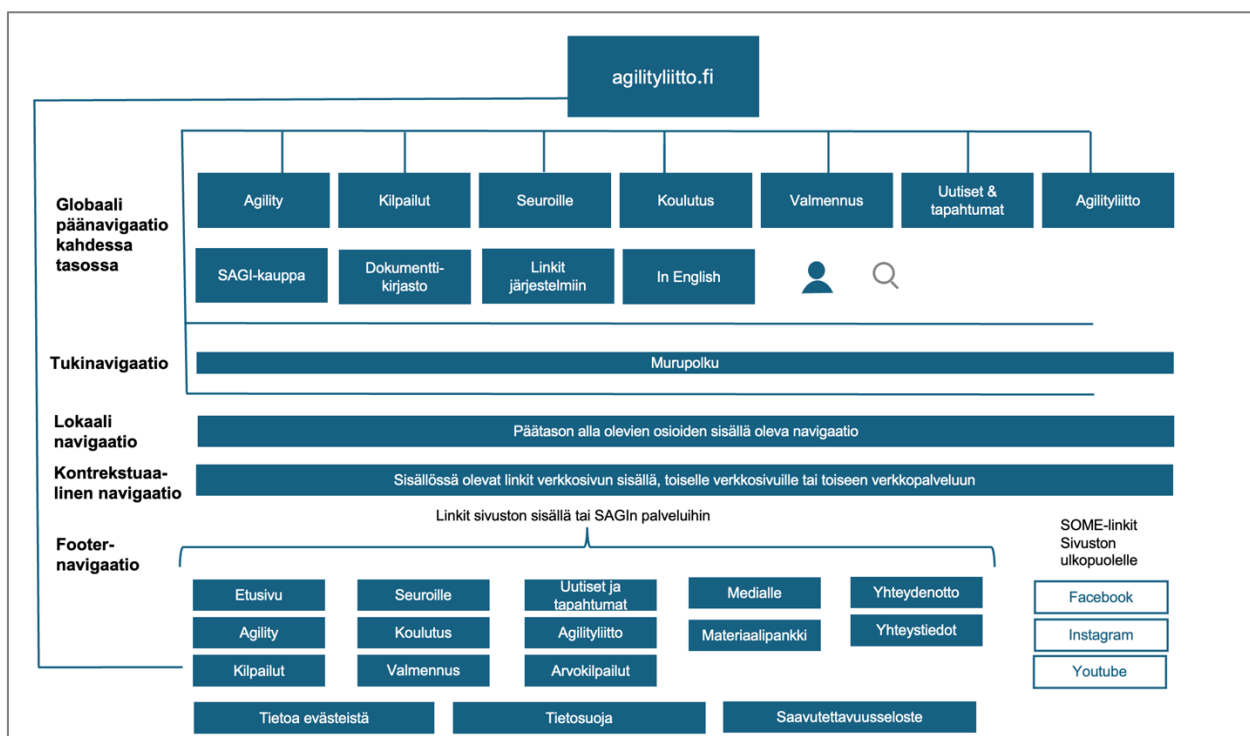 agilityliitto.fi
Globaali
päänavigaatio
kahdessa
tasossa
Agility
Kilpailut
Seuroille
Koulutus
Valmennus
Uutiset &
tapahtumat
Agilityliitto
SAGI-kauppa
Dokumentti-
kirjasto
Linkit
järjestelmiin
In English
Tukinavigaatio
Murupolku
Lokaali
navigaatio
Päätason alla olevien osioiden sisällä oleva navigaatio
Kontrekstuaa-
linen navigaatio
Sisällössä olevat linkit verkkosivun sisällä, toiselle verkkosivuille tai toiseen verkkopalveluun
Linkit sivuston sisällä tai SAGIn palveluihin
Footer-
navigaatio
SOME-linkit
Sivuston
ulkopuolelle
Etusivu
Seuroille
Uutiset ja
tapahtumat
Medialle
Yhteydenotto
Facebook
Agility
Koulutus
Agilityliitto
Materiaalipankki
Yhteystiedot
Instagram
Kilpailut
Valmennus
Arvokilpailut
Youtube
Tietoa evästeistä
Tietosuoja
Saavutettavuusseloste